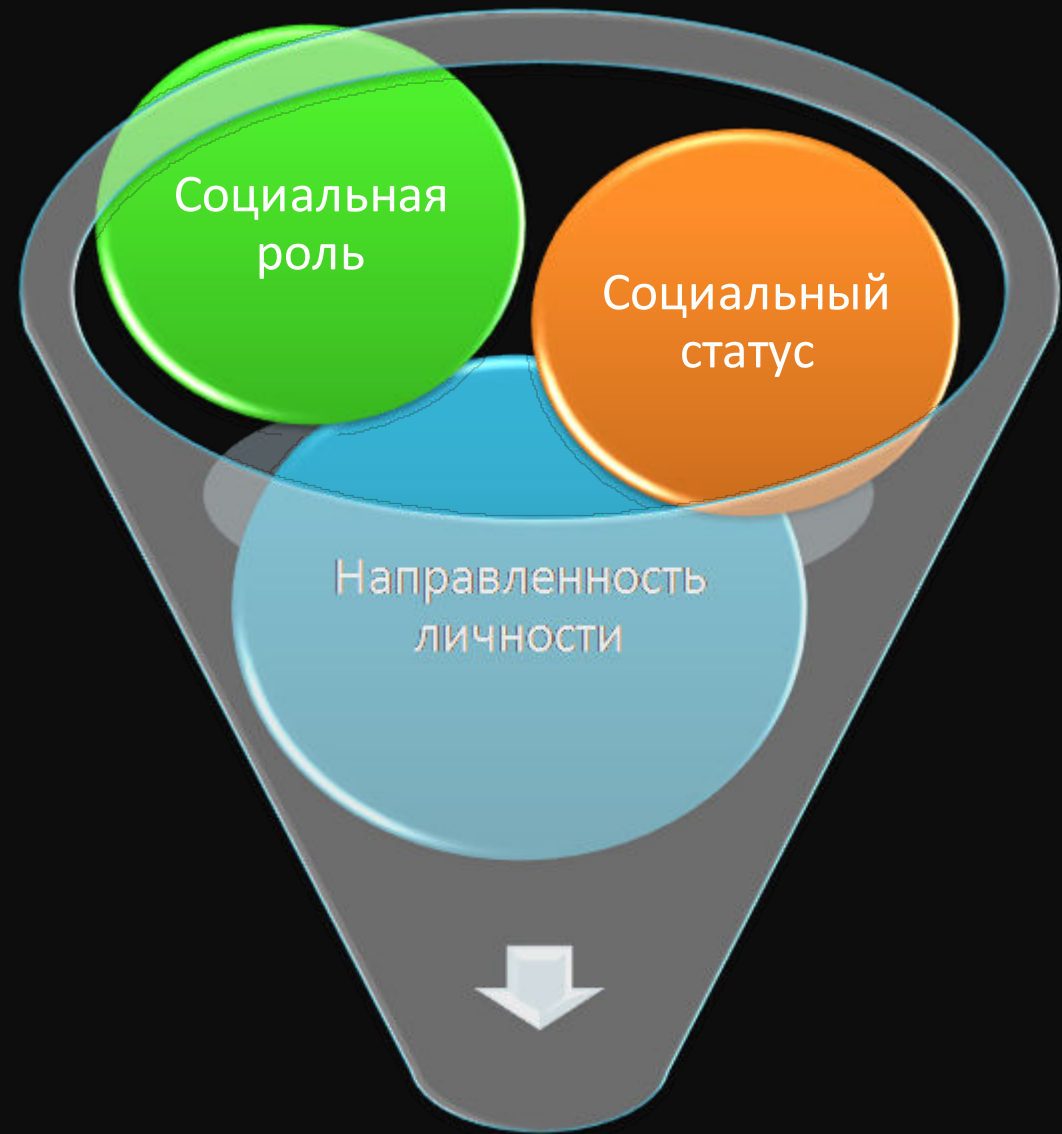 Социальная
роль
Социальный
статус
Направленность
личности